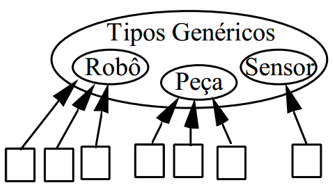 Tipos Genéricos
Robô
Peça
Sensor